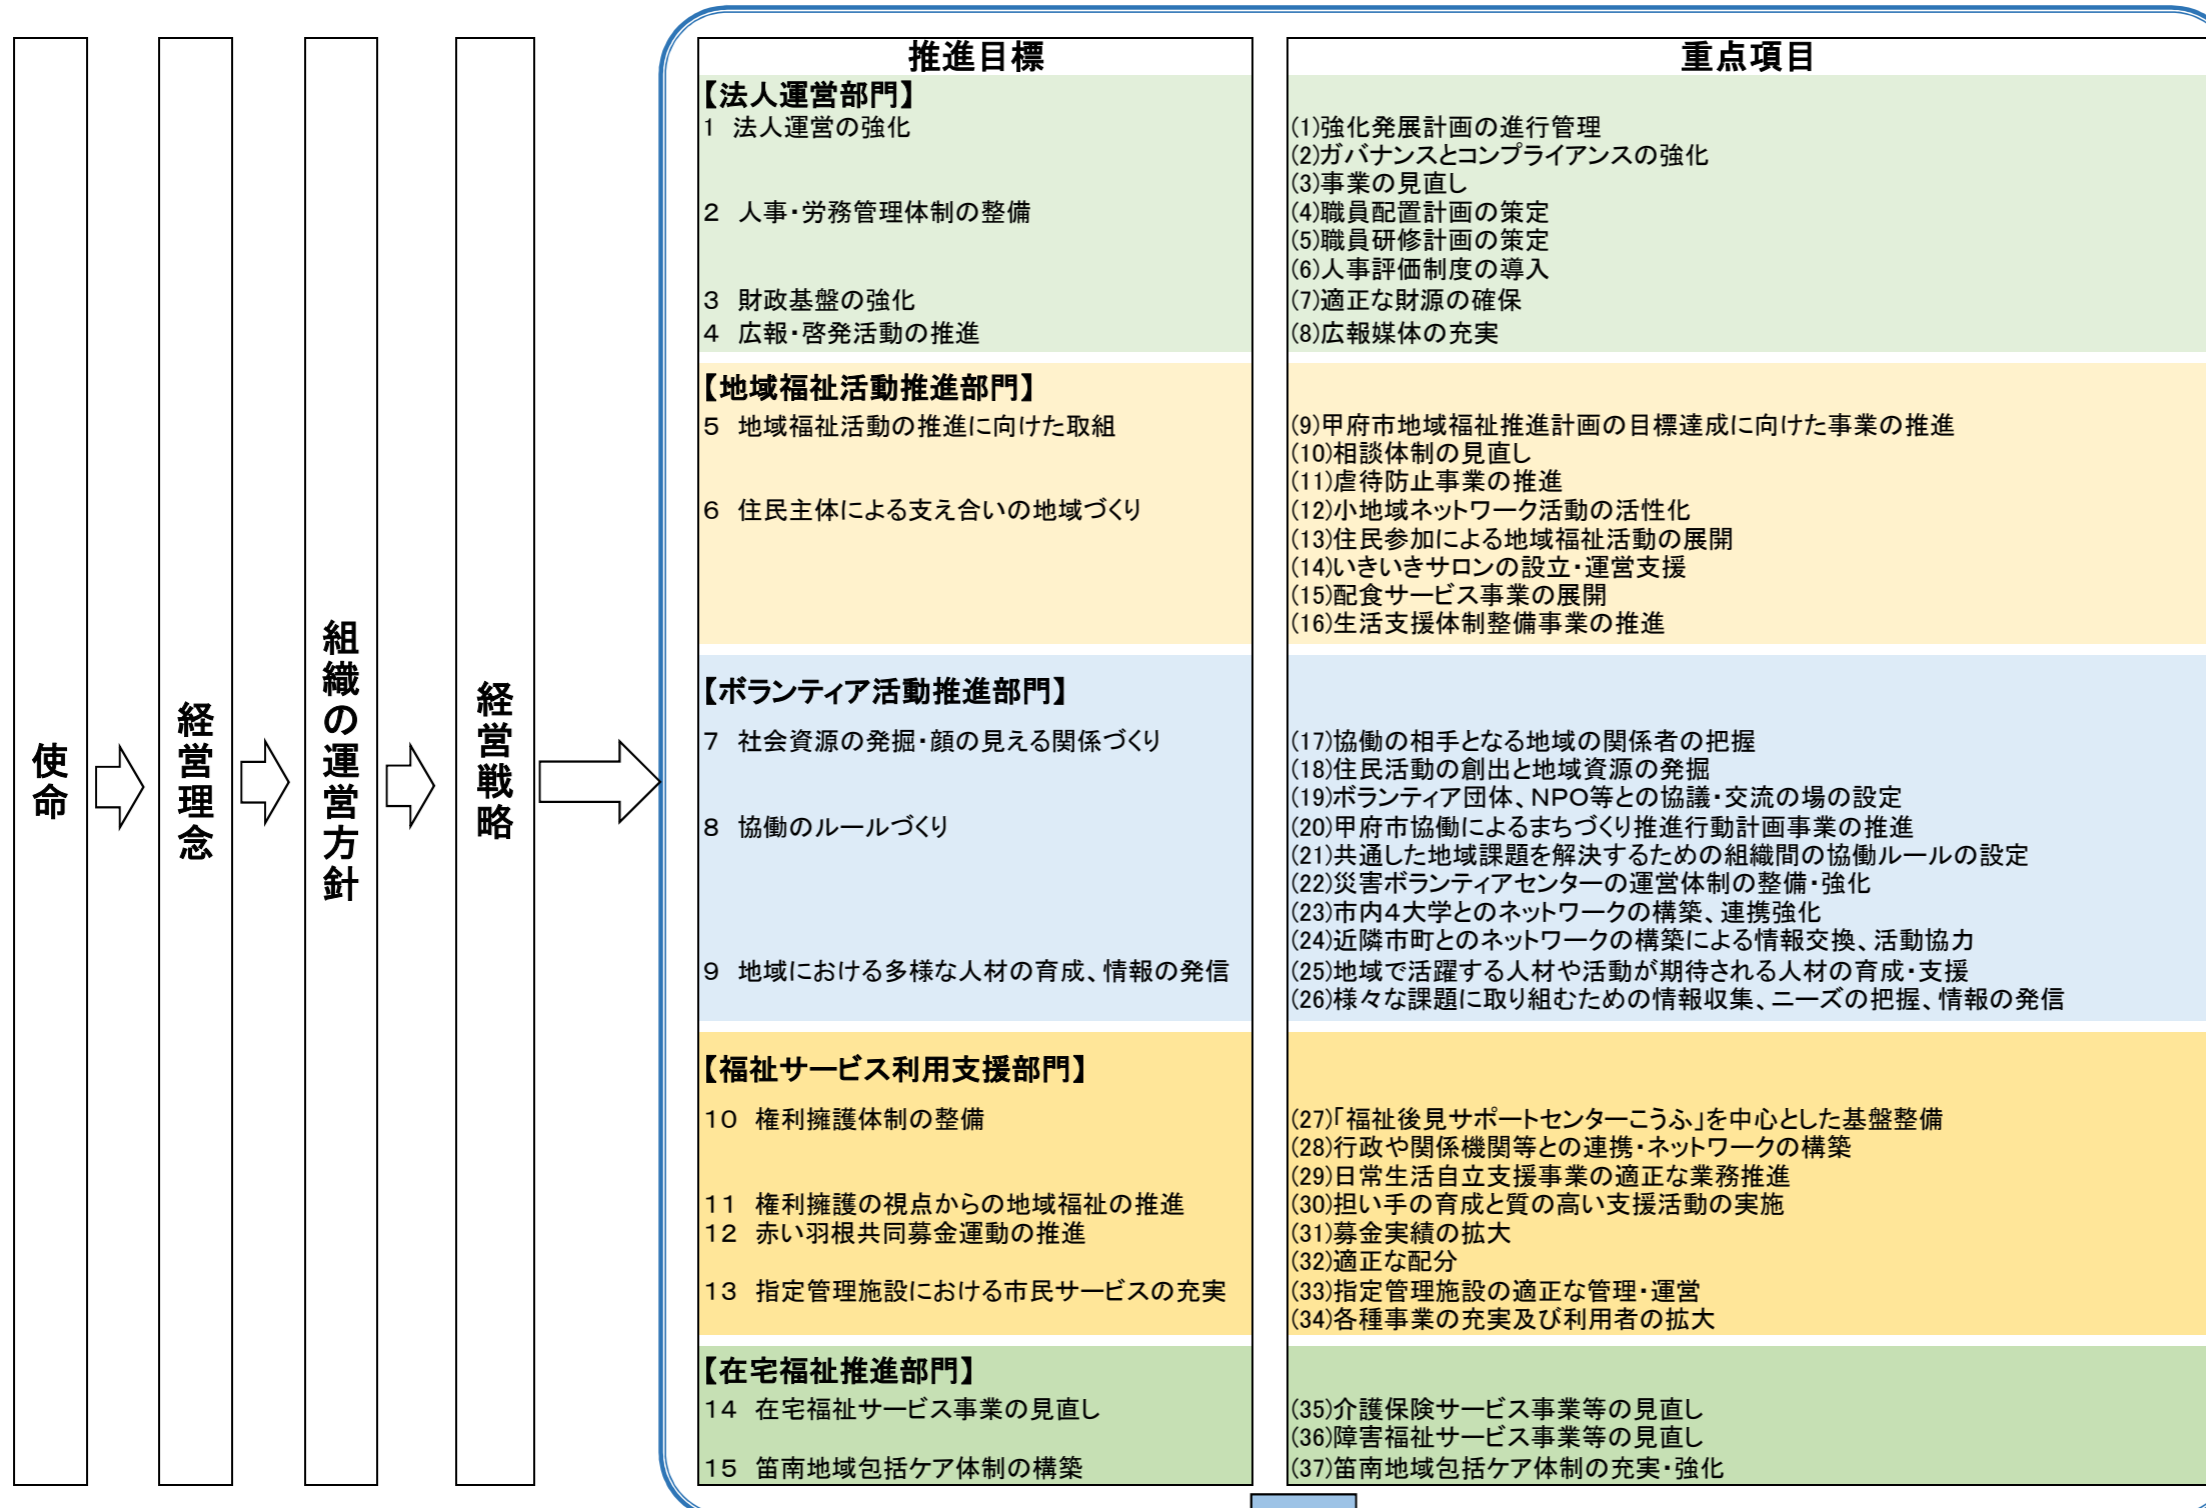 使命
経営理念
組織の運営方針
経営戦略
推進目標
【法人運営部門】
1 法人運営の強化
2 人事・労務管理体制の整備
3 財政基盤の強化
4 広報・啓発活動の推進
【地域福祉活動推進部門】
5 地域福祉活動の推進に向けた取組
6 住民主体による支え合いの地域づくり
【ボランティア活動推進部門】
7 社会資源の発掘・顔の見える関係づくり
8 協働のルールづくり
9 地域における多様な人材の育成、情報の発信
【福祉サービス利用支援部門】
10 権利擁護体制の整備
11 権利擁護の視点からの地域福祉の推進
12 赤い羽根共同募金運動の推進
13 指定管理施設における市民サービスの充実
【在宅福祉推進部門】
14 在宅福祉サービス事業の見直し
15 笛南地域包括ケア体制の構築
重点項目
(1)強化発展計画の進行管理
(2)ガバナンスとコンプライアンスの強化
(3)事業の見直し
(4)職員配置計画の策定
(5)職員研修計画の策定
(6)人事評価制度の導入
(7)適正な財源の確保
(8)広報媒体の充実
(9)甲府市地域福祉推進計画の目標達成に向けた事業の推進
(10)相談体制の見直し
(11)虐待防止事業の推進
(12)小地域ネットワーク活動の活性化
(13)住民参加による地域福祉活動の展開
(14)いきいきサロンの設立・運営支援
(15)配食サービス事業の展開
(16)生活支援体制整備事業の推進
(17)協働の相手となる地域の関係者の把握
(18)住民活動の創出と地域資源の発掘
(19)ボランティア団体、NPO等との協議・交流の場の設定
(20)甲府市協働によるまちづくり推進行動計画事業の推進
(21)共通した地域課題を解決するための組織間の協働ルールの設定
(22)災害ボランティアセンターの運営体制の整備・強化
(23)市内4大学とのネットワークの構築、連携強化
(24)近隣市町とのネットワークの構築による情報交換、活動協力
(25)地域で活躍する人材や活動が期待される人材の育成・支援
(26)様々な課題に取り組むための情報収集、ニーズの把握、情報の発信
(27)「福祉後見サポートセンターこうふ」を中心とした基盤整備
(28)行政や関係機関等との連携・ネットワークの構築
(29)日常生活自立支援事業の適正な業務推進
(30)担い手の育成と質の高い支援活動の実施
(31)募金実績の拡大
(32)適正な配分
(33)指定管理施設の適正な管理・運営
(34)各種事業の充実及び利用者の拡大
(35)介護保険サービス事業等の見直し
(36)障害福祉サービス事業等の見直し
(37)笛南地域包括ケア体制の充実・強化